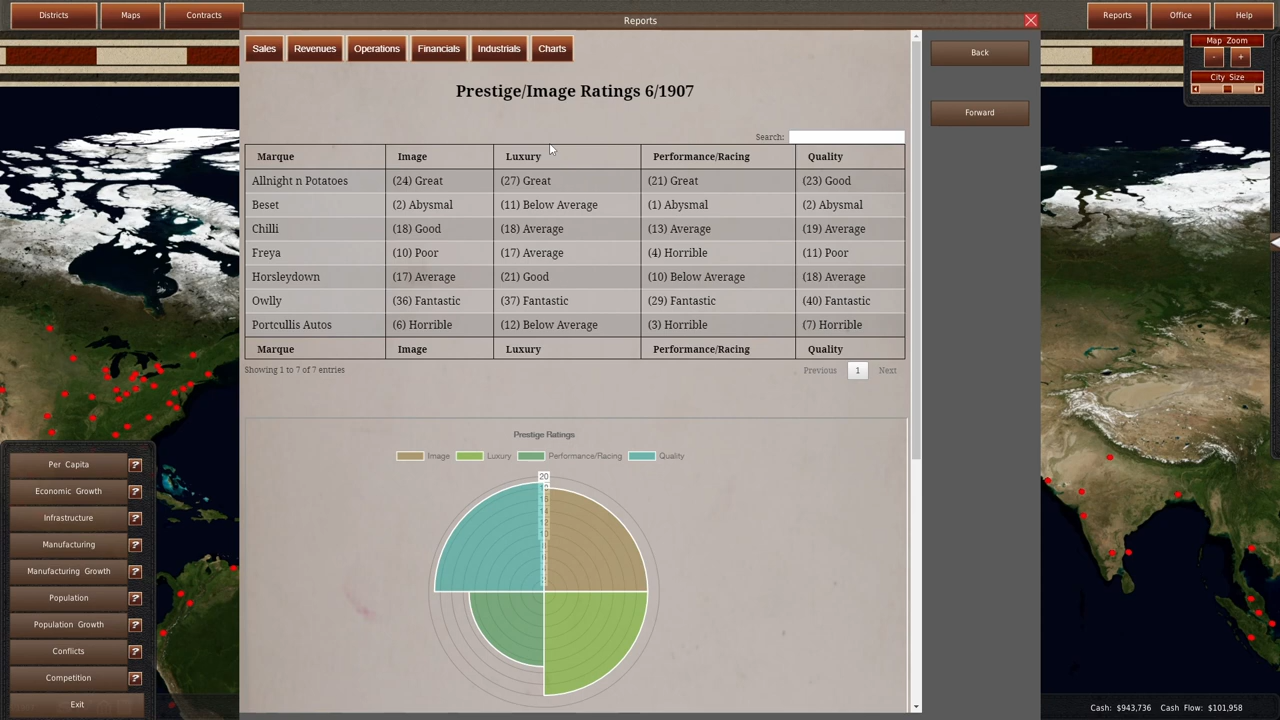 Districts
Maps
Contracts
Reports
Reports
Office
Help
Map Zoom
-
+
City Size
Sales
Revenues
Operations
Financials
Industrials
Charts
Back
Forward
Prestige/Image Ratings 6/1907
Search:
Marque Image Luxury Performance/Racing Quality
Allnight n Potatoes (24) Great (27) Great (21) Great (23) Good
Beset (2) Abysmal (11) Below Average (1) Abysmal (2) Abysmal
Chilli (18) Good (18) Average (13) Average (19) Average
Freya (10) Poor (17) Average (4) Horrible (11) Poor
Horsleydown (17) Average (21) Good (10) Below Average (18) Average
Owlly (36) Fantastic (37) Fantastic (29) Fantastic (40) Fantastic
Portcullis Autos (6) Horrible (12) Below Average (3) Horrible (7) Horrible
Marque Image Luxury Performance/Racing Quality
Showing 1 to 7 of 7 entries
Previous 1 Next
Prestige Ratings
Image Luxury Performance/Racing Quality
20
16
14
12
10
Per Capita ?
Economic Growth ?
Infrastructure ?
Manufacturing ?
Manufacturing Growth ?
Population ?
Population Growth ?
Conflicts ?
Competition ?
Exit
Cash: $943,736 Cash Flow: $101,958